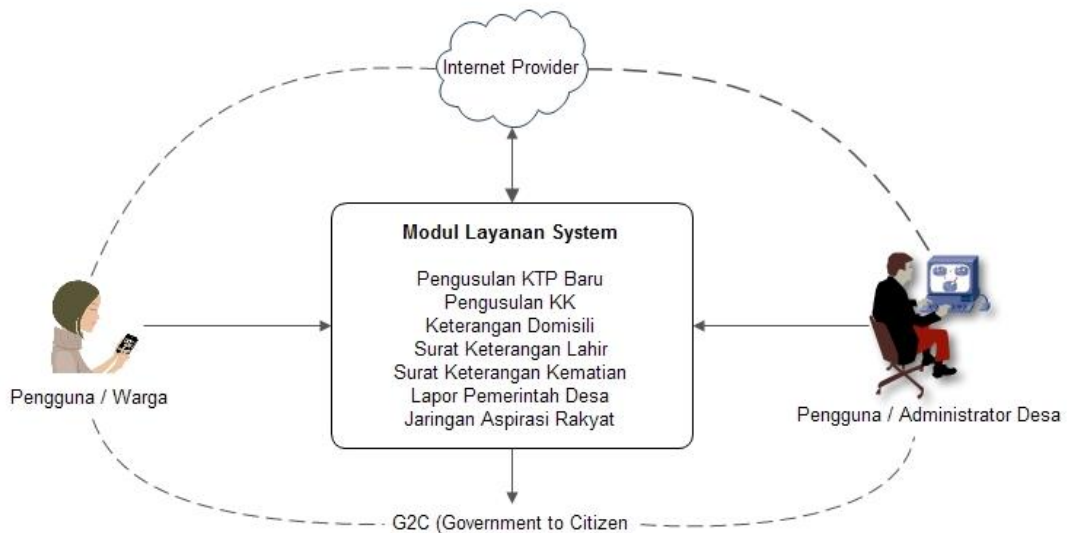 Internet Provider
Modul Layanan System
Pengusulan KTP Baru
Pengusulan KK
Keterangan Domisili
Surat Keterangan Lahir
Surat Keterangan Kematian
Lapor Pemerintah Desa
Jaringan Aspirasi Rakyat
Pengguna / Warga
Pengguna / Administrator Desa
G2C (Government to Citizen